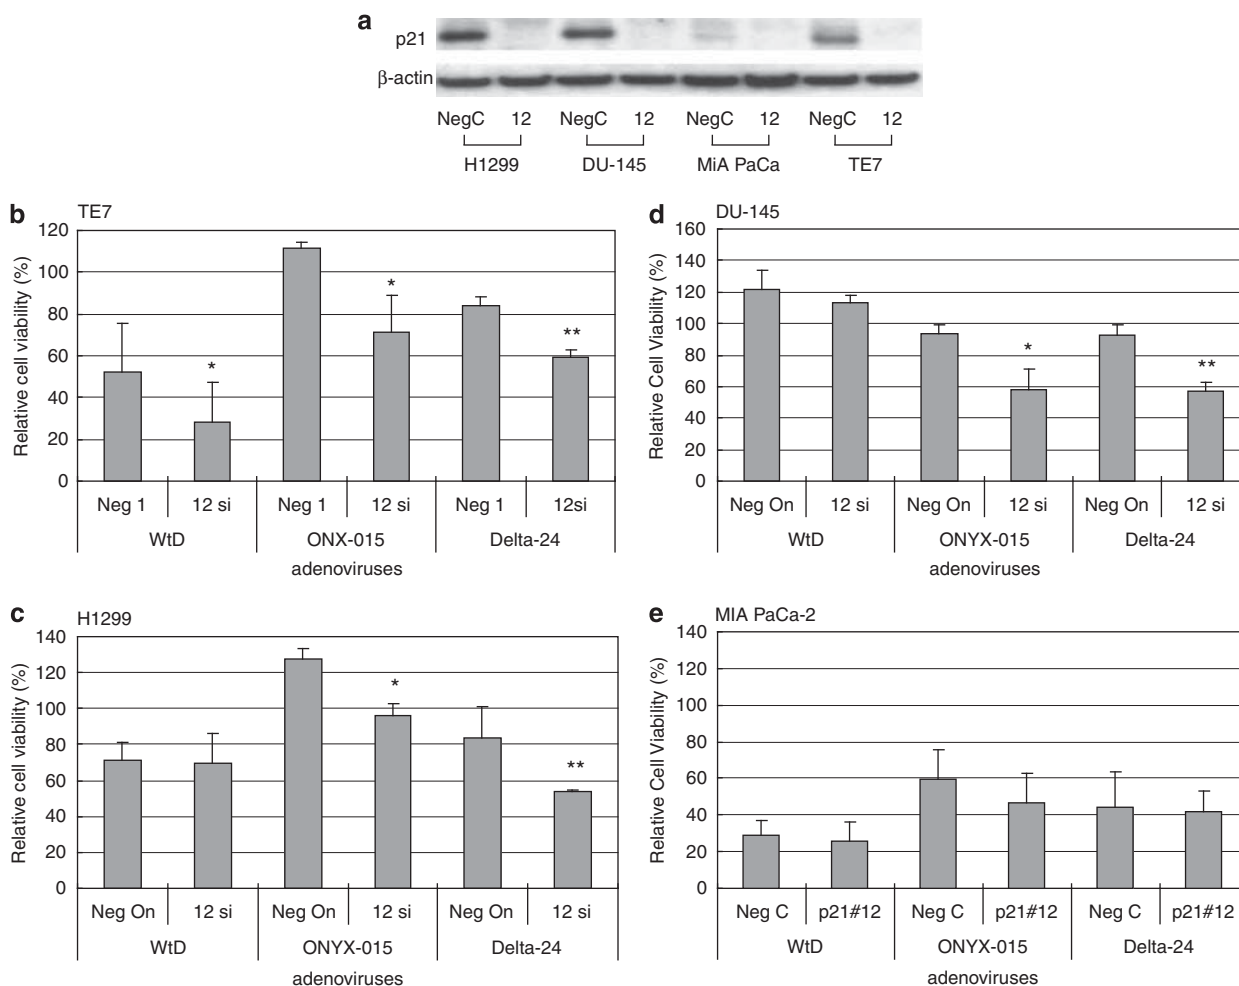 a
p21
β-actin
NegC 12 NegC 12 NegC 12 NegC 12
H1299 DU-145 MiA PaCa TE7
b TE7
Relative cell viability (%)
120
100
80
60
40
20
0
*
*
**
Neg 1 12 si Neg 1 12 si Neg 1 12si
WtD ONX-015 Delta-24
adenoviruses
c H1299
Relative cell viability (%)
140
120
100
80
60
40
20
0
*
**
Neg On 12 si Neg On 12 si Neg On 12 si
WtD ONYX-015 Delta-24
adenoviruses
d DU-145
Relative Cell Viability (%)
160
140
120
100
80
60
40
20
0
*
**
Neg On 12 si Neg On 12 si Neg On 12 si
WtD ONYX-015 Delta-24
adenoviruses
e MIA PaCa-2
Relative Cell Viability (%)
140
120
100
80
60
40
20
0
Neg C p21#12 Neg C p21#12 Neg C p21#12
WtD ONYX-015 Delta-24
adenoviruses